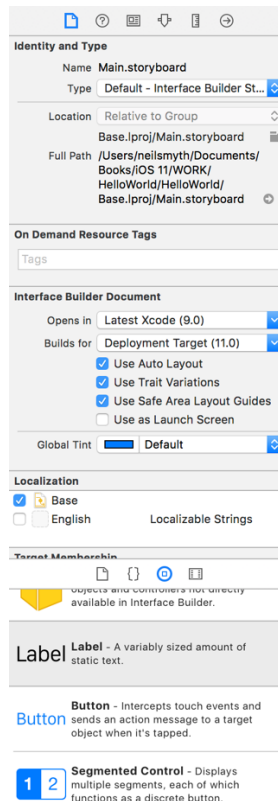 Identity and Type
Name Main.storyboard
Type Default - Interface Builder St...
Location Relative to Group
Base.lproj/Main.storyboard
Full Path /Users/neilsmyth/Documents/
Books/iOS 11/WORK/
HelloWorld/HelloWorld/
Base.lproj/Main.storyboard
On Demand Resource Tags
Tags
Interface Builder Document
Opens in Latest Xcode (9.0)
Builds for Deployment Target (11.0)
Use Auto Layout
Use Trait Variations
Use Safe Area Layout Guides
Use as Launch Screen
Global Tint Default
Localization
Base
English Localizable Strings
Target Membership
{}
objects and controllers not directly
available in Interface Builder.
Label
Label - A variably sized amount of
static text.
Button
Button - Intercepts touch events and
sends an action message to a target
object when it's tapped.
1 2
Segmented Control - Displays
multiple segments, each of which
functions as a discrete button.